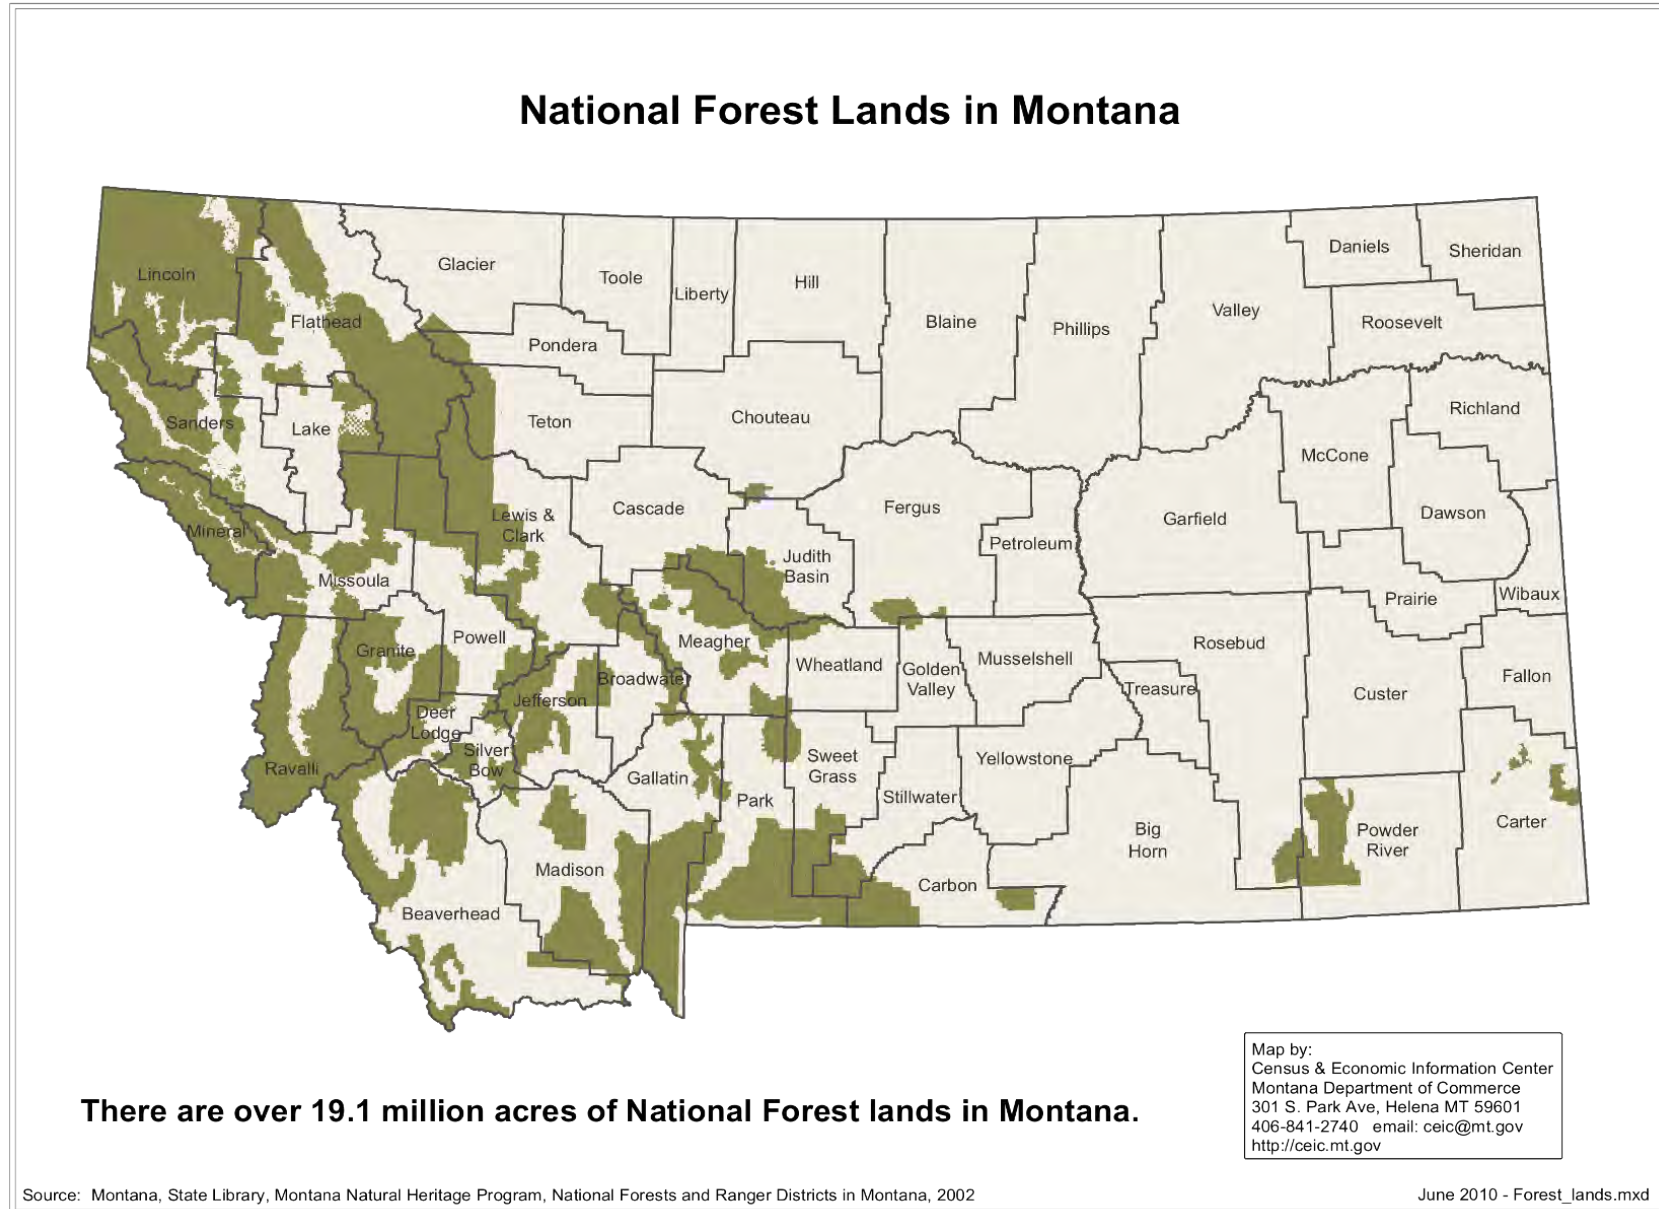 National Forest Lands in Montana
Lincoln
Flathead
Glacier
Toole
Liberty
Hill
Blaine
Phillips
Valley
Daniels
Sheridan
Roosevelt
Pondera
Teton
Chouteau
Sanders
Lake
Richland
McCone
Dawson
Mineral
Missoula
Lewis &
Clark
Cascade
Judith
Basin
Fergus
Petroleum
Garfield
Prairie
Wibaux
Powell
Granite
Meagher
Wheatland
Golden
Valley
Musselshell
Rosebud
Treasure
Custer
Fallon
Broadwater
Jefferson
Deer
Lodge
Silver
Bow
Ravalli
Gallatin
Park
Sweet
Grass
Stillwater
Yellowstone
Big
Horn
Powder
River
Carter
Madison
Carbon
Beaverhead
There are over 19.1 million acres of National Forest lands in Montana.
Map by:
Census & Economic Information Center
Montana Department of Commerce
301 S. Park Ave, Helena MT 59601
406-841-2740 email: ceic@mt.gov
http://ceic.mt.gov
Source: Montana, State Library, Montana Natural Heritage Program, National Forests and Ranger Districts in Montana, 2002
June 2010 - Forest_lands.mxd